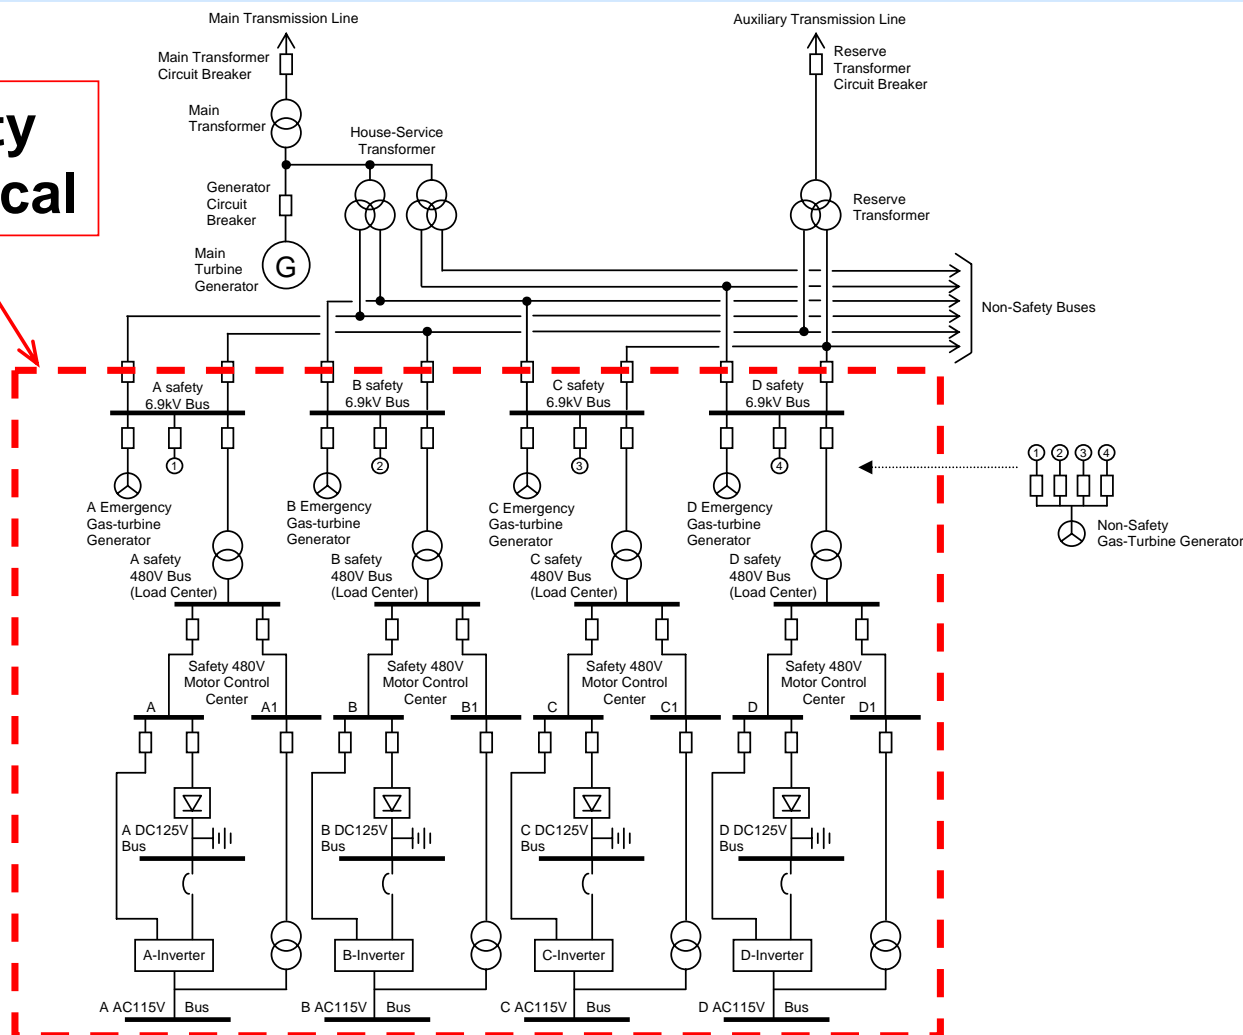 Main Transmission Line
Auxiliary Transmission Line
Main Transformer
Circuit Breaker
Reserve
Transformer
Circuit Breaker
Main
Transformer
House-Service
Transformer
Generator
Circuit
Breaker
Reserve
Transformer
Main
Turbine
Generator
G
Non-Safety Buses
A safety
6.9kV Bus
B safety
6.9kV Bus
C safety
6.9kV Bus
D safety
6.9kV Bus
1
2
3
4
1 2 3 4
A Emergency
Gas-turbine
Generator
B Emergency
Gas-turbine
Generator
C Emergency
Gas-turbine
Generator
D Emergency
Gas-turbine
Generator
Non-Safety
Gas-Turbine Generator
A safety
480V Bus
(Load Center)
B safety
480V Bus
(Load Center)
C safety
480V Bus
(Load Center)
D safety
480V Bus
(Load Center)
Safety 480V
Motor Control
Center
Safety 480V
Motor Control
Center
Safety 480V
Motor Control
Center
Safety 480V
Motor Control
Center
A A1 B B1 C C1 D D1
A DC125V
Bus
B DC125V
Bus
C DC125V
Bus
D DC125V
Bus
A-Inverter
B-Inverter
C-Inverter
D-Inverter
A AC115V Bus
B AC115V Bus
C AC115V Bus
D AC115V Bus